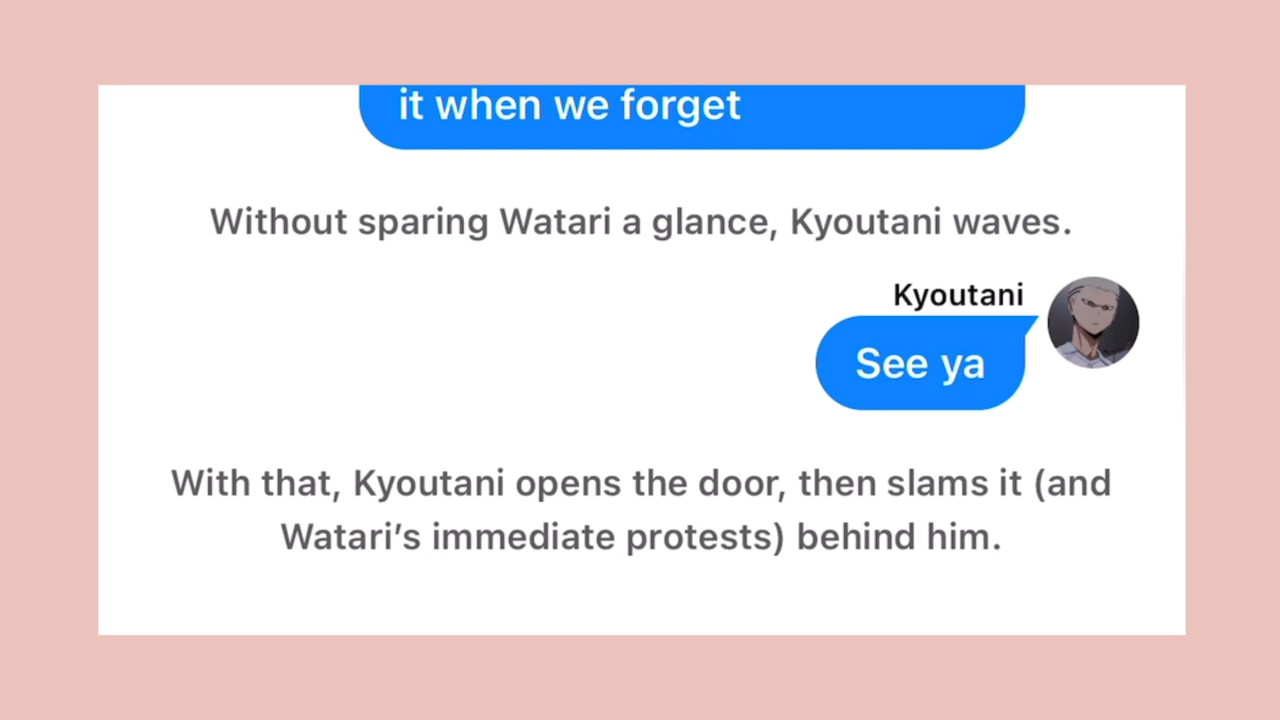 it when we forget
Without sparing Watari a glance, Kyoutani waves.
Kyoutani
See ya
With that, Kyoutani opens the door, then slams it (and
Watari’s immediate protests) behind him.